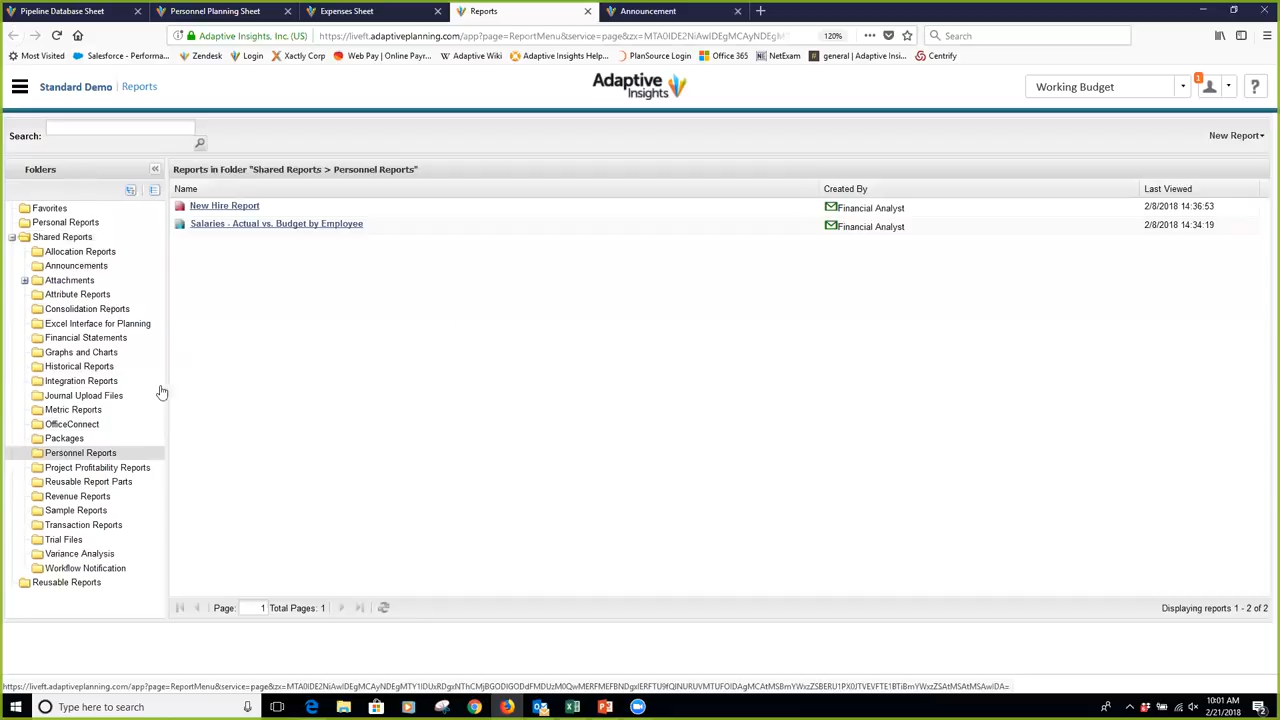 Pipeline Database Sheet
Personnel Planning Sheet
Expenses Sheet
Reports
Announcement
Adaptive Insights, Inc. (US)
120%
Search
Most Visited
Salesforce - Performa...
Zendesk
Login
Xactly Corp
Web Pay | Online Payr...
Adaptive Wiki
Adaptive Insights Help...
PlanSource Login
Office 365
NetExam
general | Adaptive Insi...
Centrify
Standard Demo
Reports
Adaptive
Insights
Working Budget
1
?
Search:
New Report
Folders
Reports in Folder "Shared Reports > Personnel Reports"
Name
Created By
Last Viewed
New Hire Report
Financial Analyst
2/8/2018 14:36:53
Salaries - Actual vs. Budget by Employee
Financial Analyst
2/8/2018 14:34:19
Favorites
Personal Reports
Shared Reports
Allocation Reports
Announcements
Attachments
Attribute Reports
Consolidation Reports
Excel Interface for Planning
Financial Statements
Graphs and Charts
Historical Reports
Integration Reports
Journal Upload Files
Metric Reports
OfficeConnect
Packages
Personnel Reports
Project Profitability Reports
Reusable Report Parts
Revenue Reports
Sample Reports
Transaction Reports
Trial Files
Variance Analysis
Workflow Notification
Reusable Reports
Page: 1 Total Pages: 1
Displaying reports 1 - 2 of 2
Type here to search
10:01 AM
2/21/2018
2